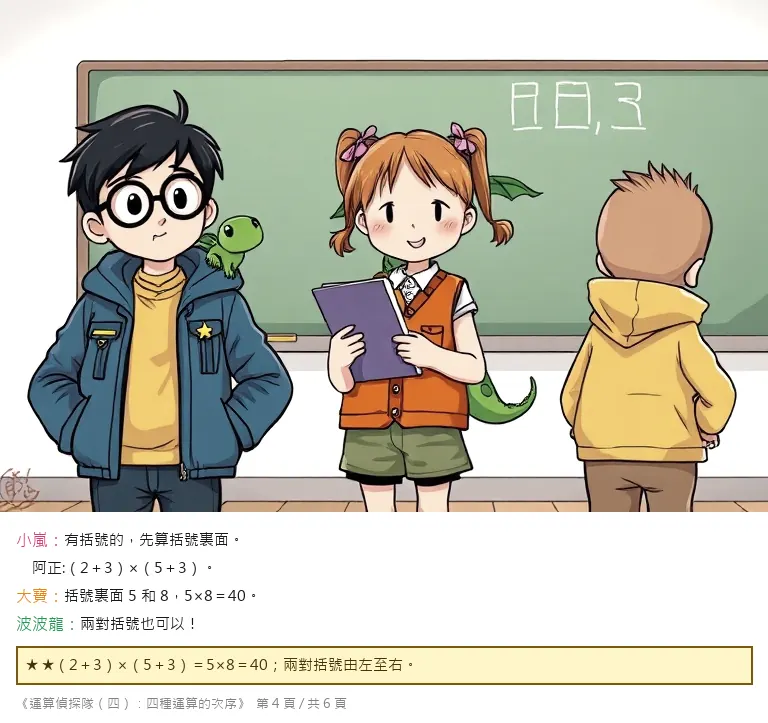 小嵐：有括號的，先算括號裏面。
阿正:(2+3)×(5+3)。
大寶：括號裏面 5 和 8，5×8＝40。
波波龍：兩對括號也可以！
★★(2+3)×(5+3)＝5×8＝40；兩對括號由左至右。
《運算偵探隊(四)：四種運算的次序》 第 4 頁 / 共 6 頁